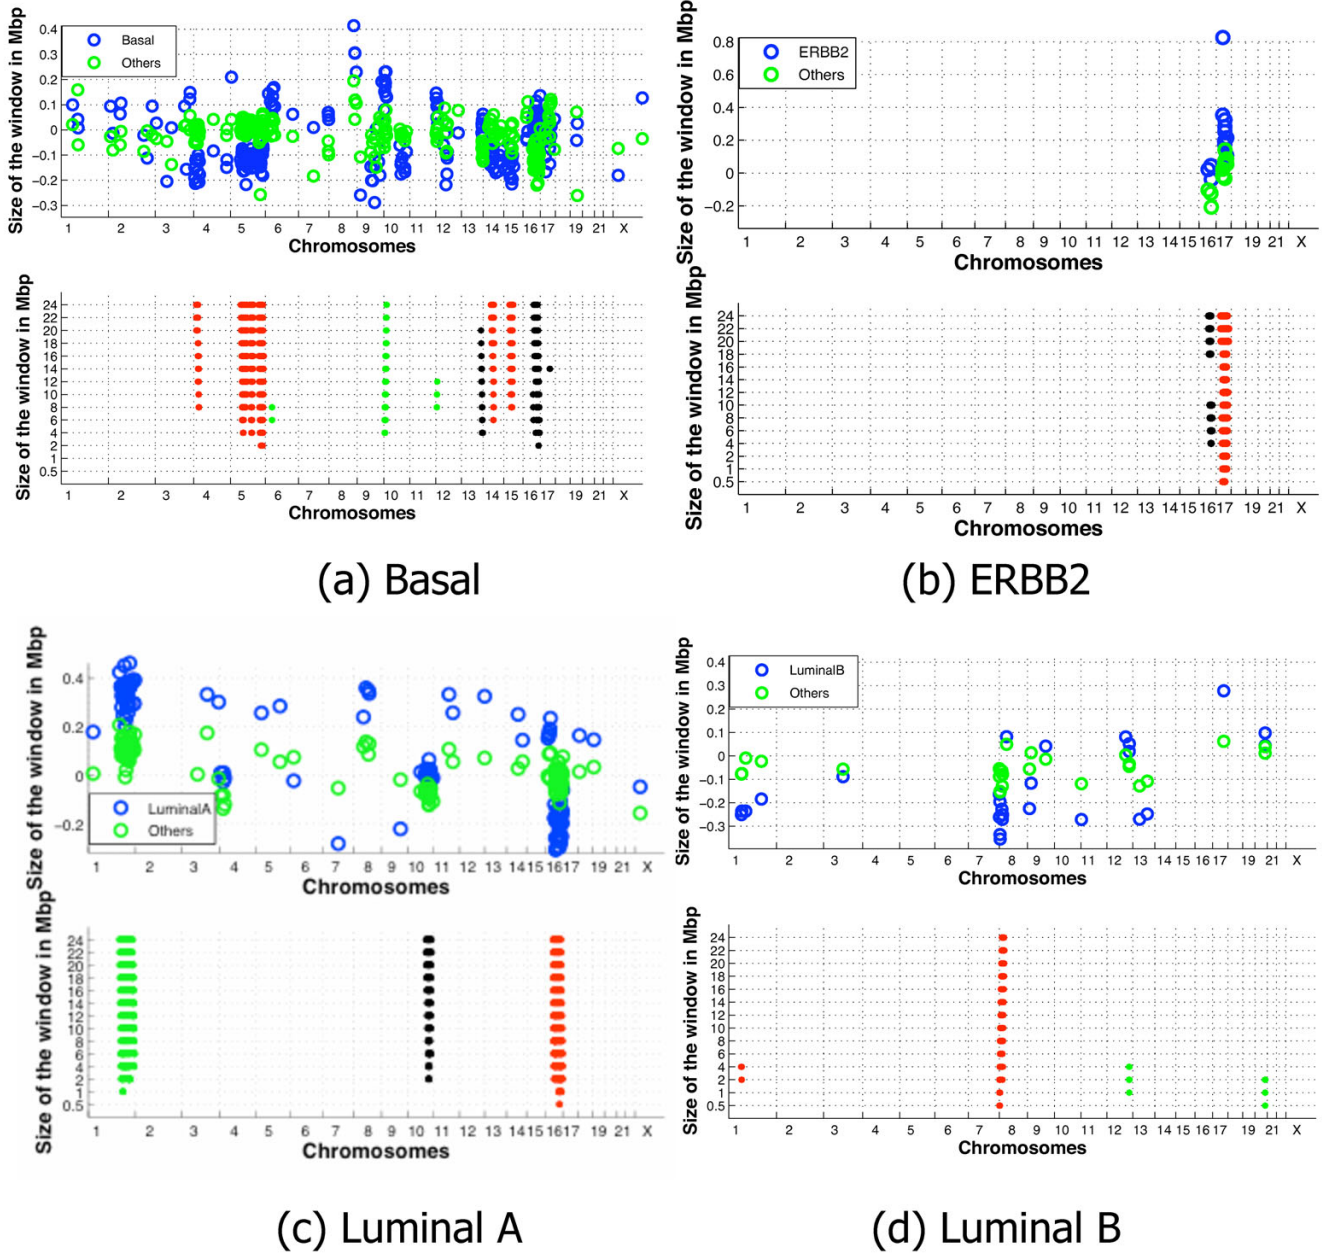 Size of the window in Mbp
0.4
0.3
0.2
0.1
0
−0.1
−0.2
−0.3
Basal
Others
1 2 3 4 5 6 7 8 9 10 12 13 14 15 16 17 19 21 X
Chromosomes
Size of the window in Mbp
24
22
20
18
16
14
12
10
8
6
4
2
1
0.5
1 2 3 4 5 6 7 8 9 10 12 13 14 15 16 17 19 21 X
Chromosomes
(a) Basal
Size of the window in Mbp
0.8
0.6
0.4
0.2
0
−0.2
ERBB2
Others
1 2 3 4 5 6 7 8 9 10 11 12 13 14 15 16 17 19 21 X
Chromosomes
Size of the window in Mbp
24
22
20
18
16
14
12
10
8
6
4
2
1
0.5
1 2 3 4 5 6 7 8 9 10 11 12 13 14 15 16 17 19 21 X
Chromosomes
(b) ERBB2
Size of the window in Mbp
0.4
0.2
0
−0.2
LuminalA
Others
1 2 3 4 5 6 7 8 9 10 11 12 13 14 15 16 17 19 21 X
Chromosomes
Size of the window in Mbp
24
22
20
18
16
14
12
10
8
6
4
2
1
0.5
1 2 3 4 5 6 7 8 9 10 11 12 13 14 15 16 17 19 21 X
Chromosomes
(c) Luminal A
Size of the window in Mbp
0.4
0.3
0.2
0.1
0
−0.1
−0.2
−0.3
LuminalB
Others
1 2 3 4 5 6 7 8 9 10 11 12 13 14 15 16 17 19 21 X
Chromosomes
Size of the window in Mbp
24
22
20
18
16
14
12
10
8
6
4
2
1
0.5
1 2 3 4 5 6 7 8 9 10 11 12 13 14 15 16 17 19 21 X
Chromosomes
(d) Luminal B